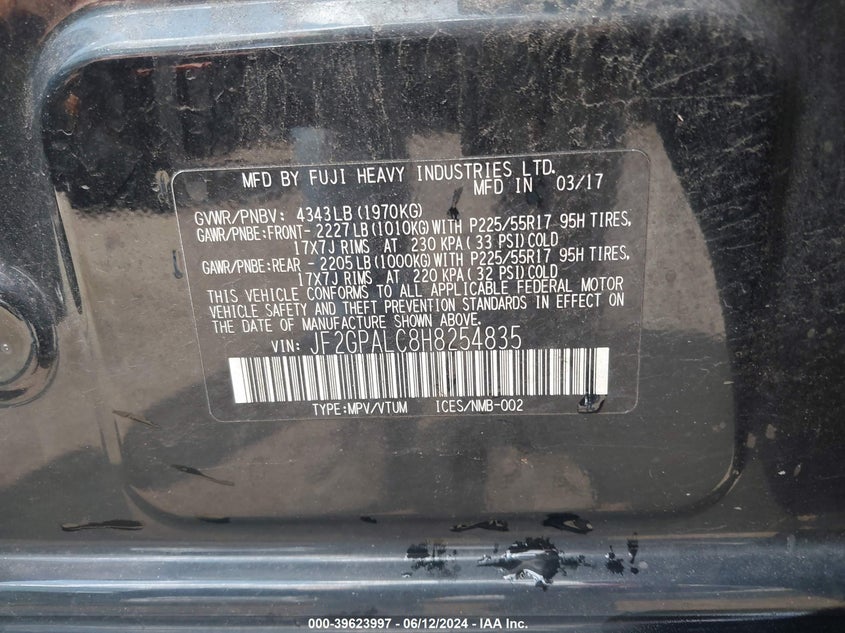 MFD BY FUJI HEAVY INDUSTRIES LTD.
MFD IN 03/17
GVWR/PNBV: 4343LB(1970KG)
GAWR/PNBE:FRONT-2227LB(1010KG)WITH P225/55R17 95H TIRES,
17X7J RIMS AT 230 KPA(33 PSI)COLD
GAWR/PNBE:REAR -2205LB(1000KG)WITH P225/55R17 95H TIRES,
17X7J RIMS AT 220 KPA(32 PSI)COLD
THIS VEHICLE CONFORMS TO ALL APPLICABLE FEDERAL MOTOR
VEHICLE SAFETY AND THEFT PREVENTION STANDARDS IN EFFECT ON
THE DATE OF MANUFACTURE SHOWN ABOVE.
VIN: JF2GPALC8H8254835
TYPE:MPV/VTUM ICES/NMB-002
000-39623997 - 06/12/2024 - IAA Inc.